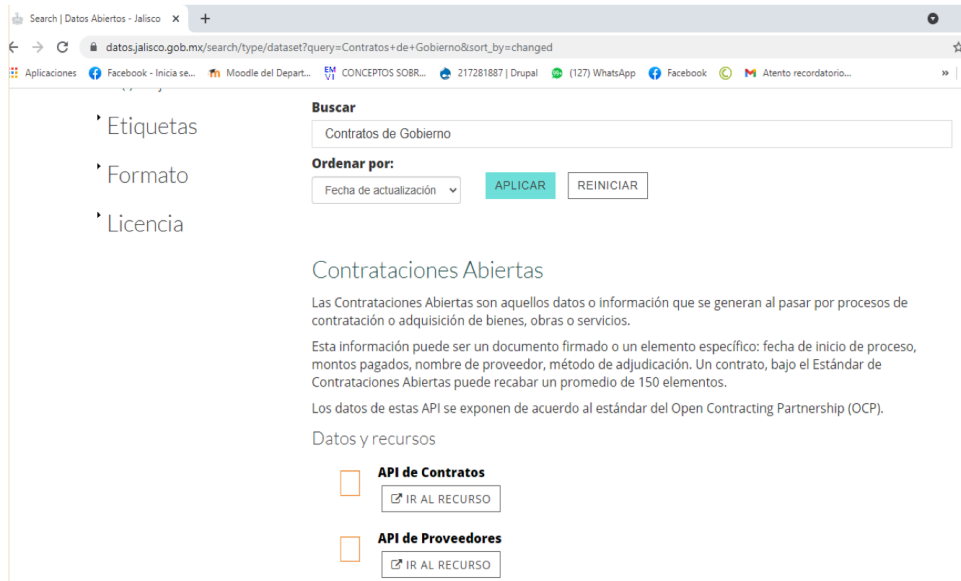 Search | Datos Abiertos - Jalisco
datos.jalisco.gob.mx/search/type/dataset?query=Contratos+de+Gobierno&sort_by=changed
Aplicaciones Facebook - Inicia se... Moodle del Depart... EM VI CONCEPTOS SOBR... 217281887 | Drupal (127) WhatsApp Facebook Atento recordatorio... »
Etiquetas
Formato
Licencia
Buscar
Contratos de Gobierno
Ordenar por:
Fecha de actualización APLICAR REINICIAR
Contrataciones Abiertas
Las Contrataciones Abiertas son aquellos datos o información que se generan al pasar por procesos de
contratación o adquisición de bienes, obras o servicios.
Esta información puede ser un documento firmado o un elemento específico: fecha de inicio de proceso,
montos pagados, nombre de proveedor, método de adjudicación. Un contrato, bajo el Estándar de
Contrataciones Abiertas puede recabar un promedio de 150 elementos.
Los datos de estas API se exponen de acuerdo al estándar del Open Contracting Partnership (OCP).
Datos y recursos
API de Contratos
IR AL RECURSO
API de Proveedores
IR AL RECURSO